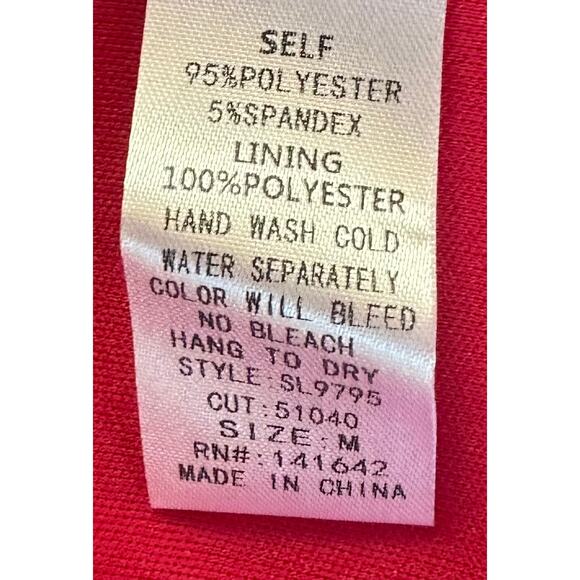 SELF
95%POLYESTER
5%SPANDEX
LINING
100%POLYESTER
HAND WASH COLD
WATER SEPARATELY
COLOR WILL BLEED
NO BLEACH
HANG TO DRY
STYLE:SL9795
CUT:51040
SIZE:M
RN#:141642
MADE IN CHINA